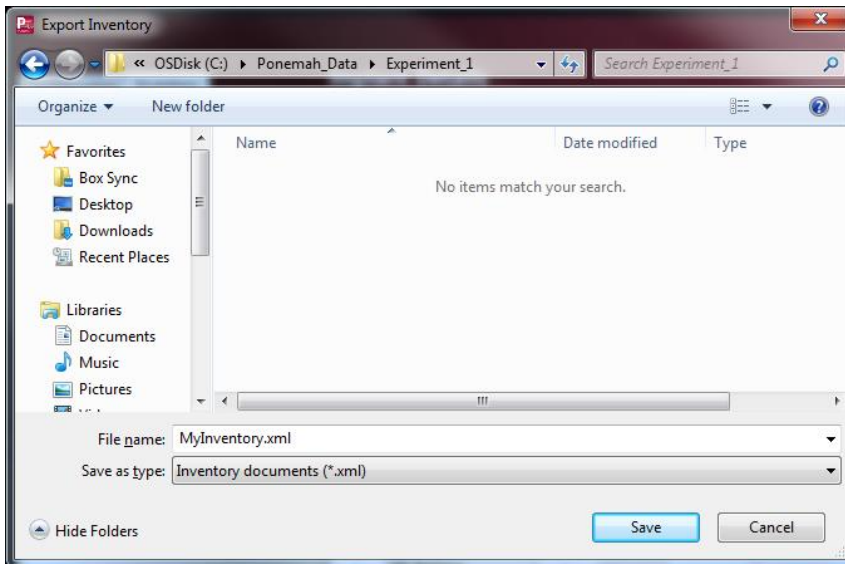 Export Inventory
« OSDisk (C:) ▸ Ponemah_Data ▸ Experiment_1
Search Experiment_1
Organize
New folder
Name
Date modified
Type
No items match your search.
Favorites
Box Sync
Desktop
Downloads
Recent Places
Libraries
Documents
Music
Pictures
File name: MyInventory.xml
Save as type: Inventory documents (*.xml)
Hide Folders
Save
Cancel